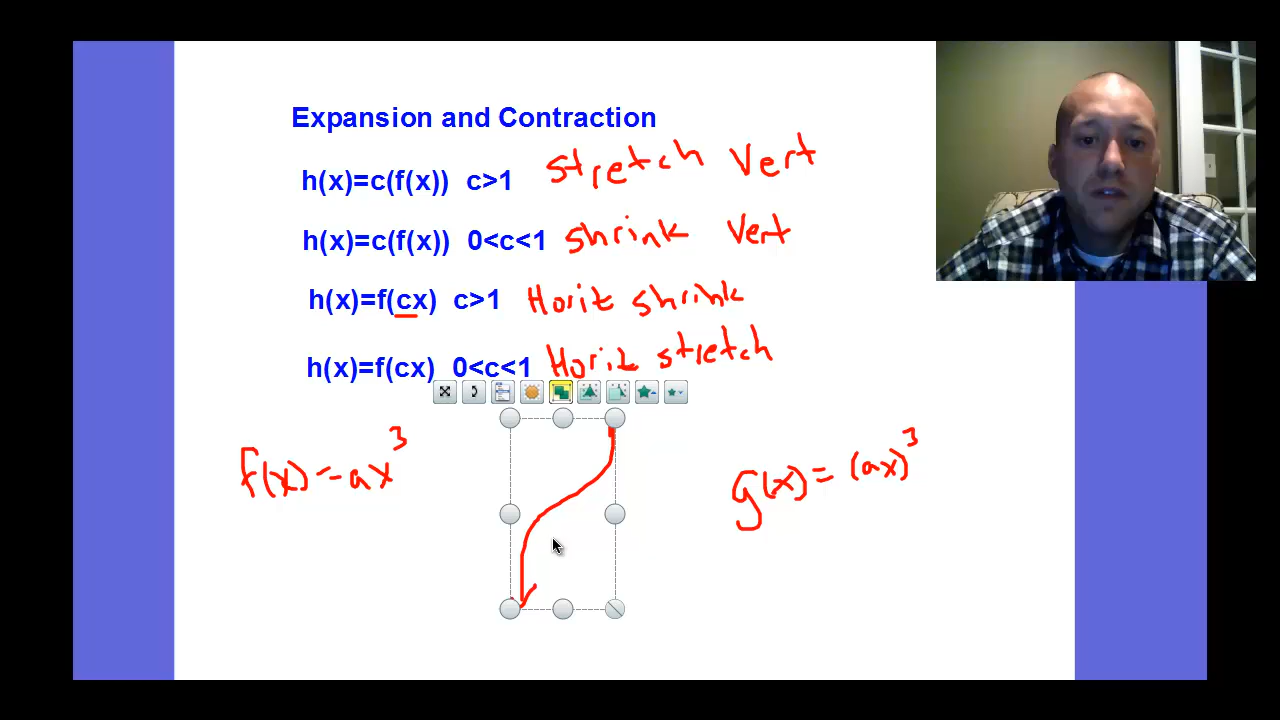 Expansion and Contraction
h(x)=c(f(x)) c>1 stretch Vert
h(x)=c(f(x)) 0<c<1 shrink Vert
h(x)=f(cx) c>1 Horiz shrink
h(x)=f(cx) 0<c<1 Horiz stretch
f(x)=ax³
g(x)=(ax)³